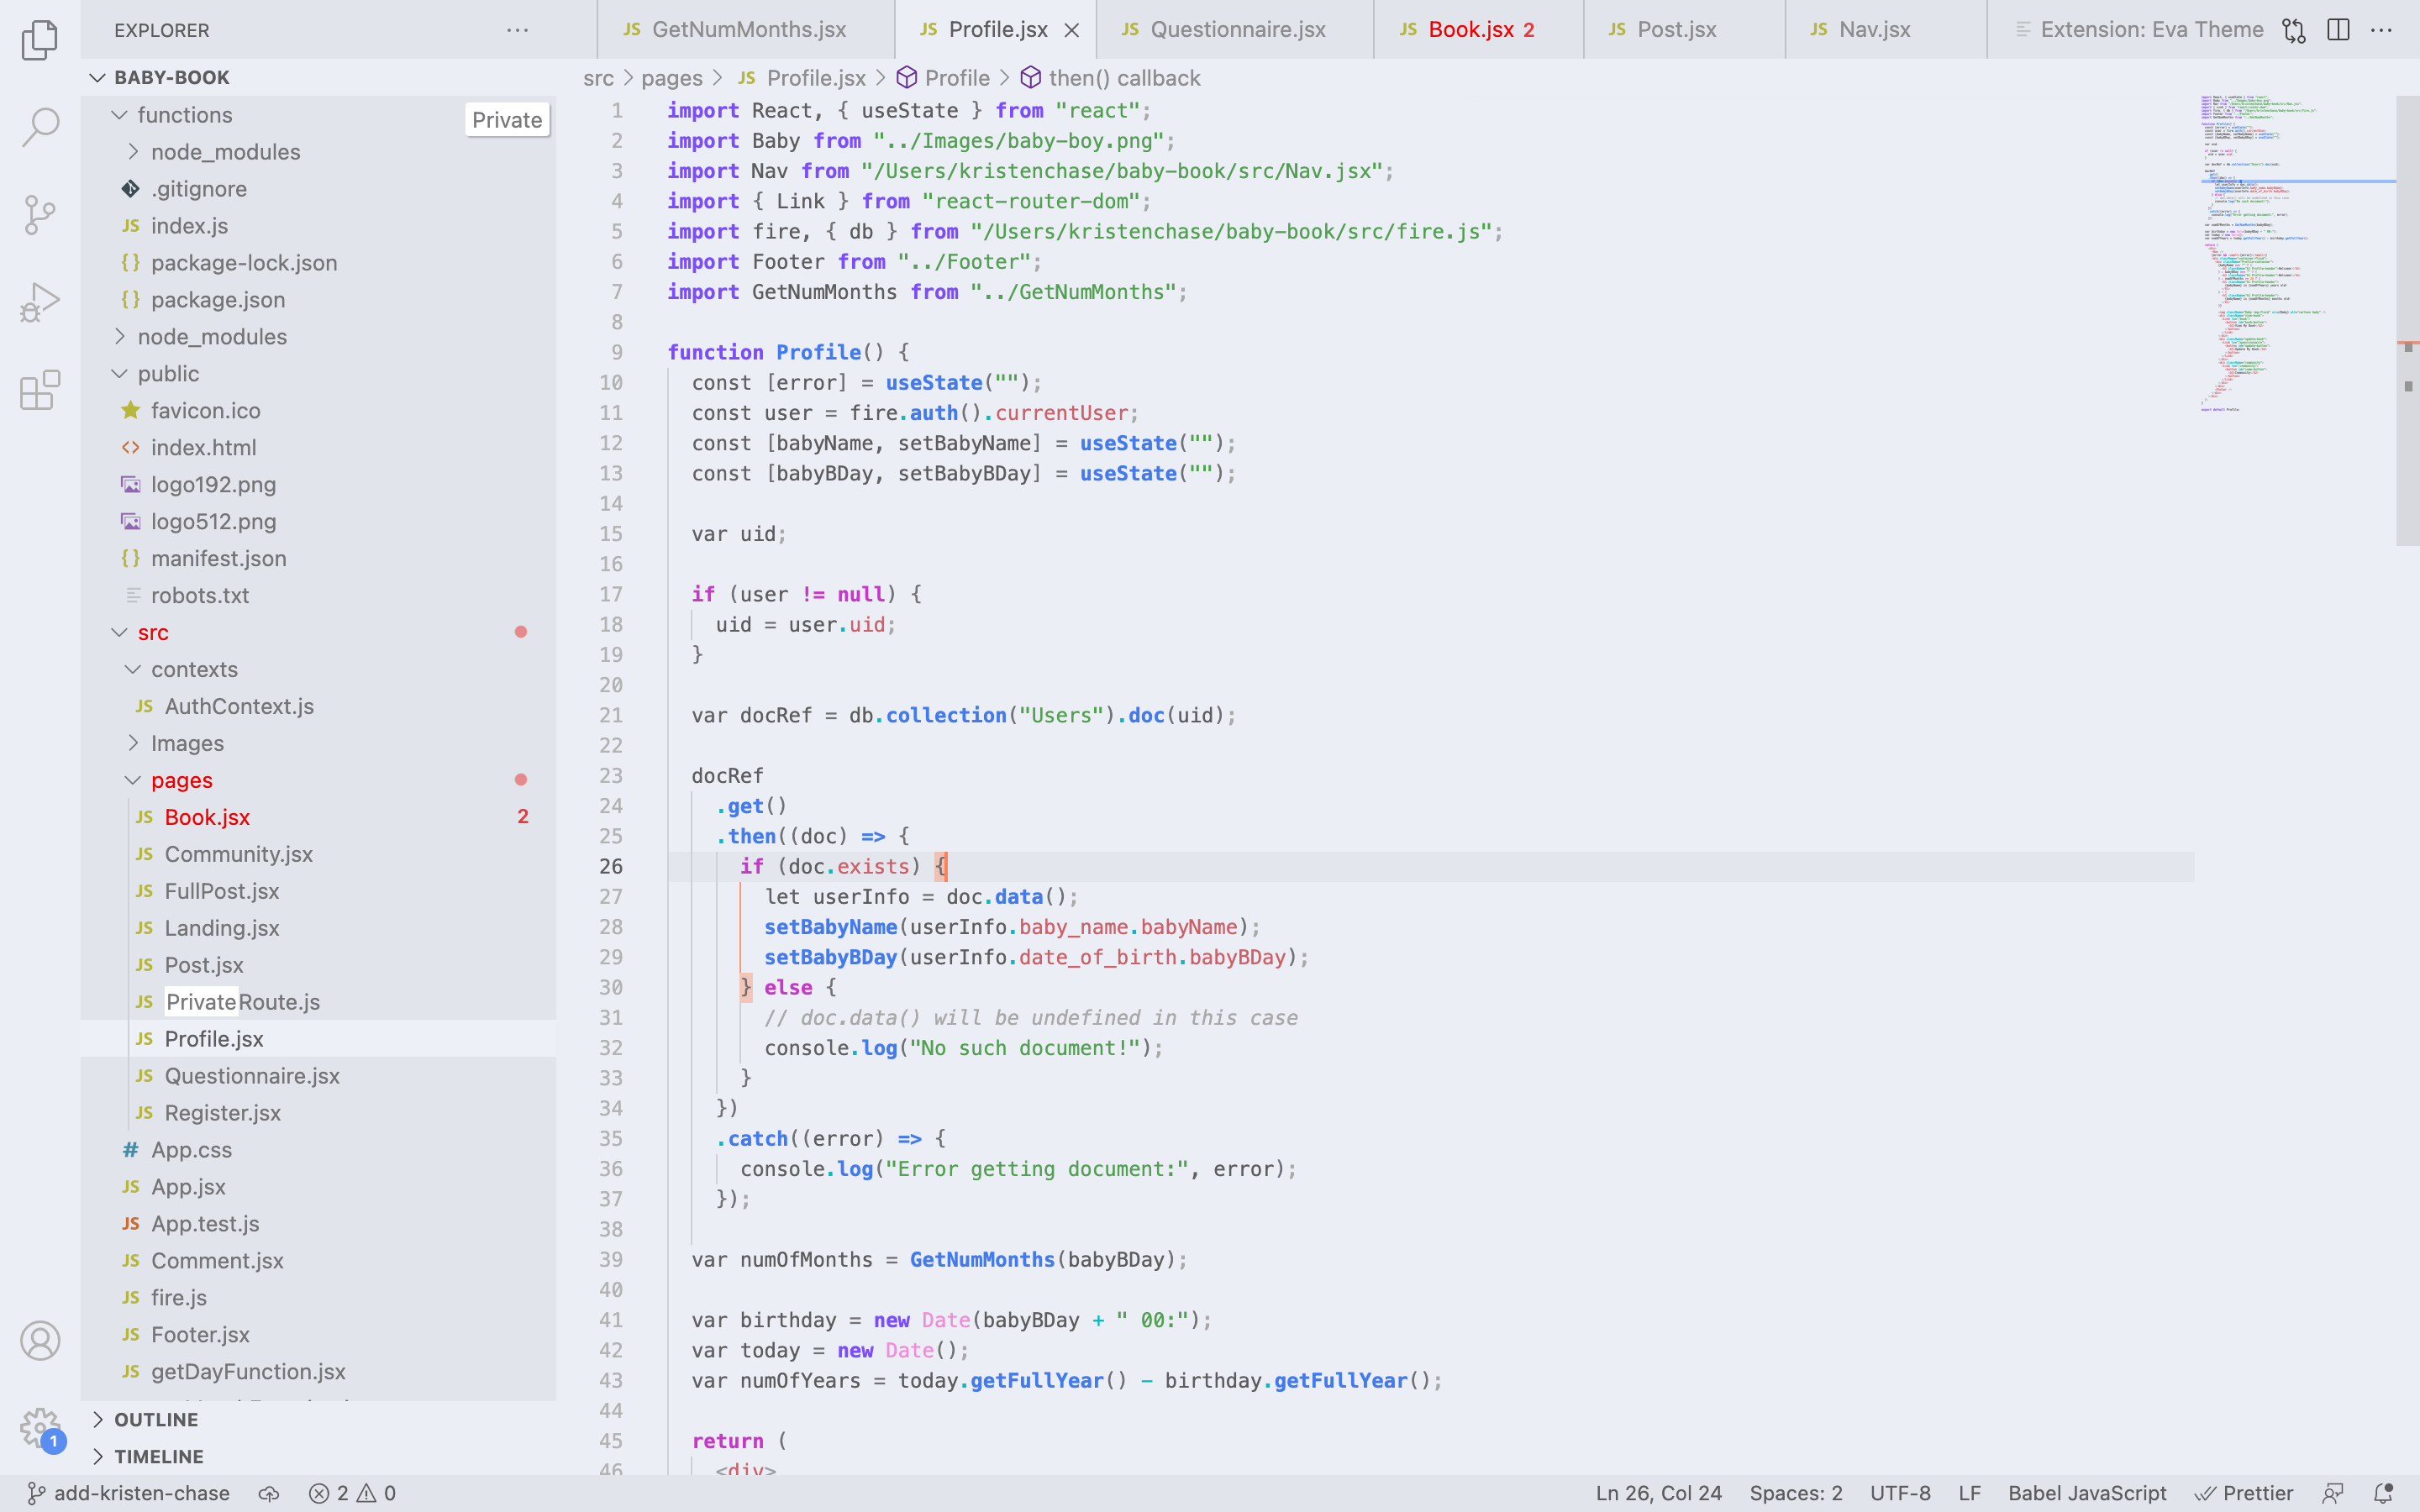 EXPLORER
BABY-BOOK
functions
Private
node_modules
.gitignore
JS index.js
{} package-lock.json
{} package.json
node_modules
public
favicon.ico
<> index.html
logo192.png
logo512.png
{} manifest.json
robots.txt
src
contexts
JS AuthContext.js
Images
pages
JS Book.jsx 2
JS Community.jsx
JS FullPost.jsx
JS Landing.jsx
JS Post.jsx
JS PrivateRoute.js
JS Profile.jsx
JS Questionnaire.jsx
JS Register.jsx
# App.css
JS App.jsx
JS App.test.js
JS Comment.jsx
JS fire.js
JS Footer.jsx
JS getDayFunction.jsx
OUTLINE
TIMELINE
1
JS GetNumMonths.jsx
JS Profile.jsx
JS Questionnaire.jsx
JS Book.jsx 2
JS Post.jsx
JS Nav.jsx
Extension: Eva Theme
src > pages > JS Profile.jsx > Profile > then() callback
1 import React, { useState } from "react";
2 import Baby from "../Images/baby-boy.png";
3 import Nav from "/Users/kristenchase/baby-book/src/Nav.jsx";
4 import { Link } from "react-router-dom";
5 import fire, { db } from "/Users/kristenchase/baby-book/src/fire.js";
6 import Footer from "../Footer";
7 import GetNumMonths from "../GetNumMonths";
8
9 function Profile() {
10 const [error] = useState("");
11 const user = fire.auth().currentUser;
12 const [babyName, setBabyName] = useState("");
13 const [babyBDay, setBabyBDay] = useState("");
14
15 var uid;
16
17 if (user != null) {
18 uid = user.uid;
19 }
20
21 var docRef = db.collection("Users").doc(uid);
22
23 docRef
24 .get()
25 .then((doc) => {
26 if (doc.exists) {
27 let userInfo = doc.data();
28 setBabyName(userInfo.baby_name.babyName);
29 setBabyBDay(userInfo.date_of_birth.babyBDay);
30 } else {
31 // doc.data() will be undefined in this case
32 console.log("No such document!");
33 }
34 })
35 .catch((error) => {
36 console.log("Error getting document:", error);
37 });
38
39 var numOfMonths = GetNumMonths(babyBDay);
40
41 var birthday = new Date(babyBDay + " 00:");
42 var today = new Date();
43 var numOfYears = today.getFullYear() - birthday.getFullYear();
44
45 return (
46 <div>
add-kristen-chase
2
0
Ln 26, Col 24
Spaces: 2
UTF-8
LF
Babel JavaScript
Prettier